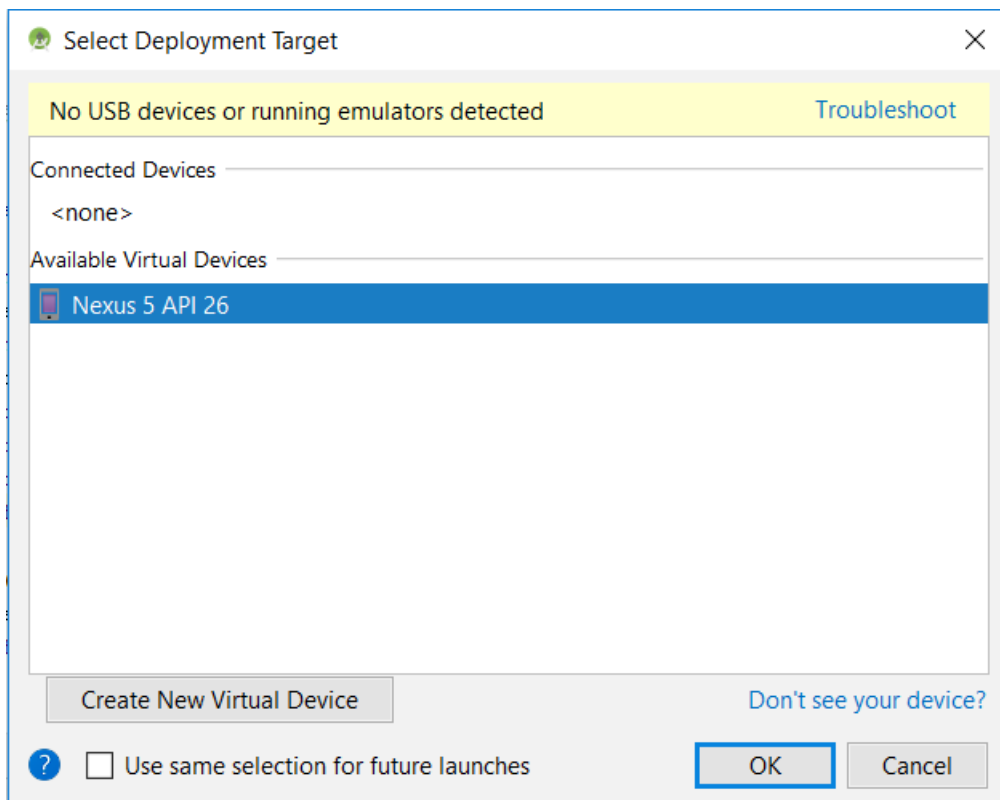 Select Deployment Target
No USB devices or running emulators detected Troubleshoot
Connected Devices
<none>
Available Virtual Devices
Nexus 5 API 26
Create New Virtual Device Don't see your device?
? Use same selection for future launches OK Cancel